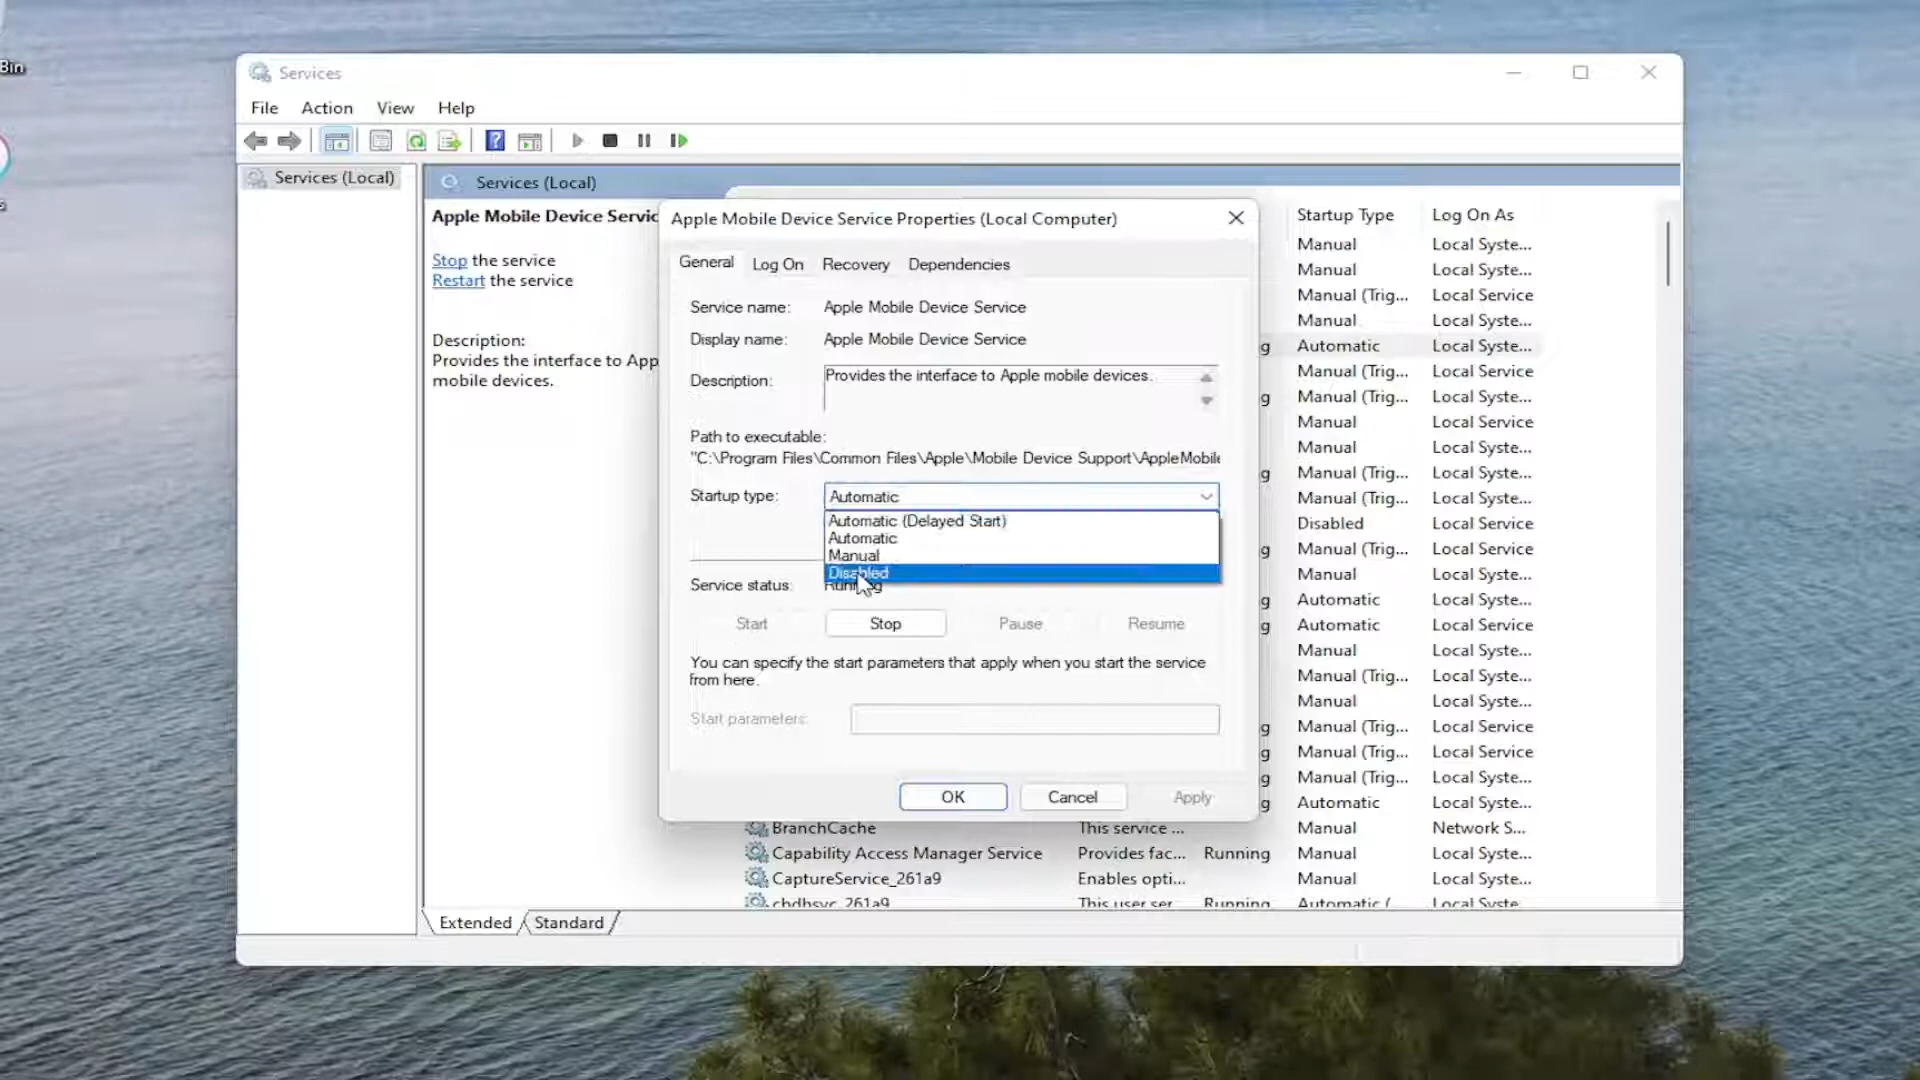 Bin
s
Services
File Action View Help
Services (Local)
Services (Local)
Apple Mobile Device Servic
Stop the service
Restart the service
Description:
Provides the interface to App
mobile devices.
Apple Mobile Device Service Properties (Local Computer)
General Log On Recovery Dependencies
Service name: Apple Mobile Device Service
Display name: Apple Mobile Device Service
Description: Provides the interface to Apple mobile devices.
Path to executable:
"C:\Program Files\Common Files\Apple\Mobile Device Support\AppleMobile
Startup type: Automatic
Automatic (Delayed Start)
Automatic
Manual
Disabled
Service status: Running
Start Stop Pause Resume
You can specify the start parameters that apply when you start the service
from here.
Start parameters:
OK Cancel Apply
Startup Type Log On As
Manual Local Syste...
Manual Local Syste...
Manual (Trig... Local Service
Manual Local Syste...
g Automatic Local Syste...
Manual (Trig... Local Syste...
g Manual (Trig... Local Syste...
Manual Local Service
Manual Local Syste...
g Manual (Trig... Local Syste...
Manual (Trig... Local Syste...
Disabled Local Service
g Manual (Trig... Local Service
Manual Local Syste...
g Automatic Local Syste...
g Automatic Local Service
Manual Local Syste...
Manual (Trig... Local Syste...
Manual Local Syste...
g Manual (Trig... Local Service
g Manual (Trig... Local Service
g Manual (Trig... Local Syste...
g Automatic Local Syste...
BranchCache This service ... Manual Network S...
Capability Access Manager Service Provides fac... Running Manual Local Syste...
CaptureService_261a9 Enables opti... Manual Local Syste...
cbdhsvc_261a9 This user ser... Running Automatic (... Local Syste...
Extended Standard